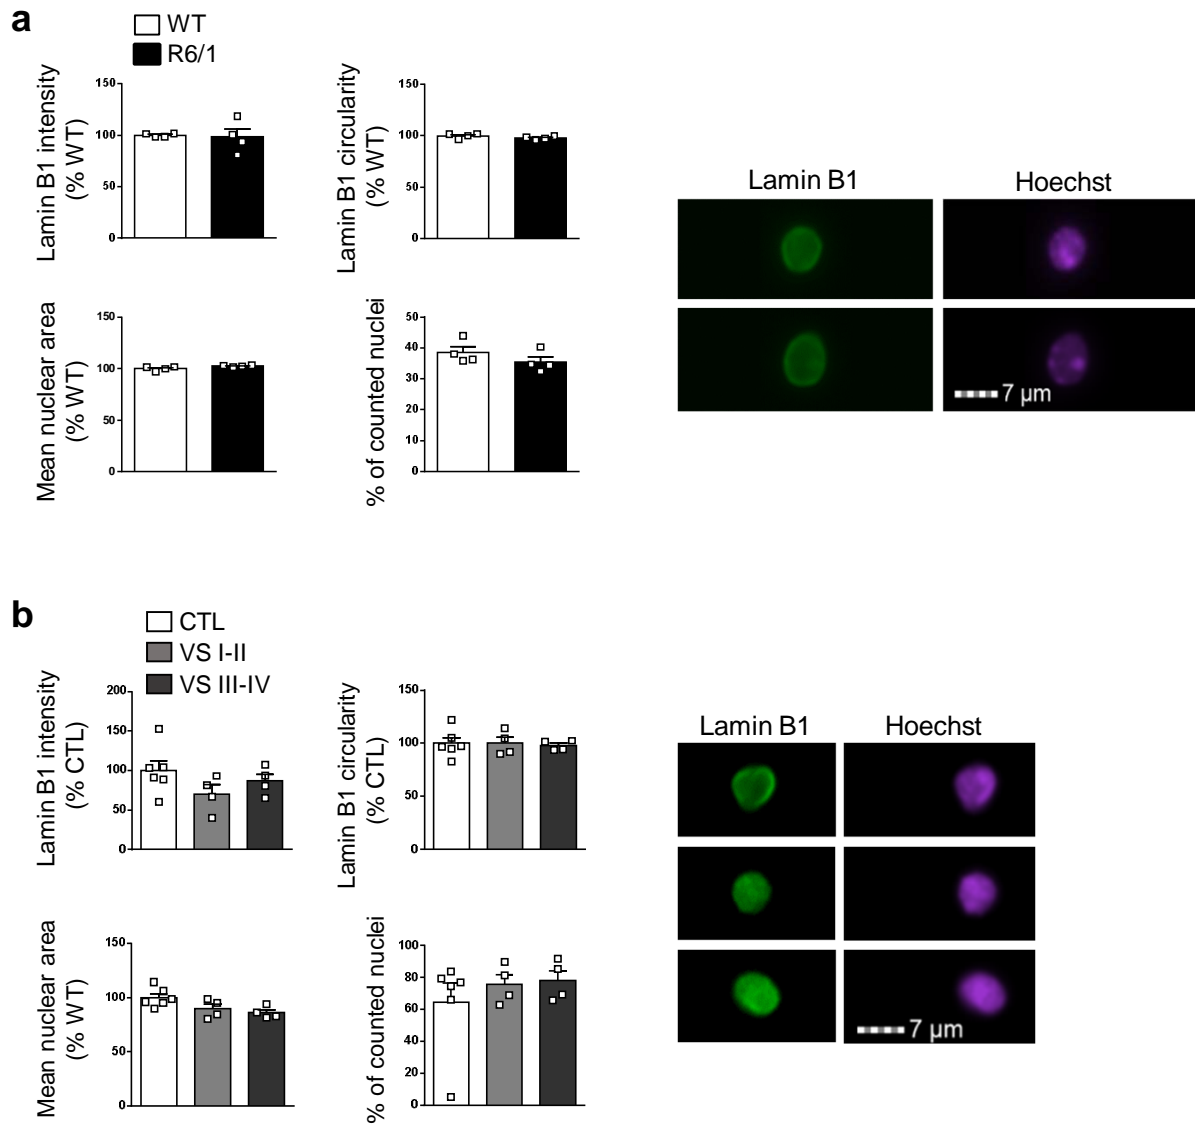 a
WT
R6/1
Lamin B1 intensity
(% WT)
150
100
50
0
Lamin B1 circularity
(% WT)
150
100
50
0
Lamin B1
Hoechst
7 µm
Mean nuclear area
(% WT)
150
100
50
0
% of counted nuclei
50
40
30
20
10
0
b
CTL
VS I-II
VS III-IV
Lamin B1 intensity
(% CTL)
200
150
100
50
0
Lamin B1 circularity
(% CTL)
150
100
50
0
Lamin B1
Hoechst
7 µm
Mean nuclear area
(% WT)
150
100
50
0
% of counted nuclei
100
80
60
40
20
0